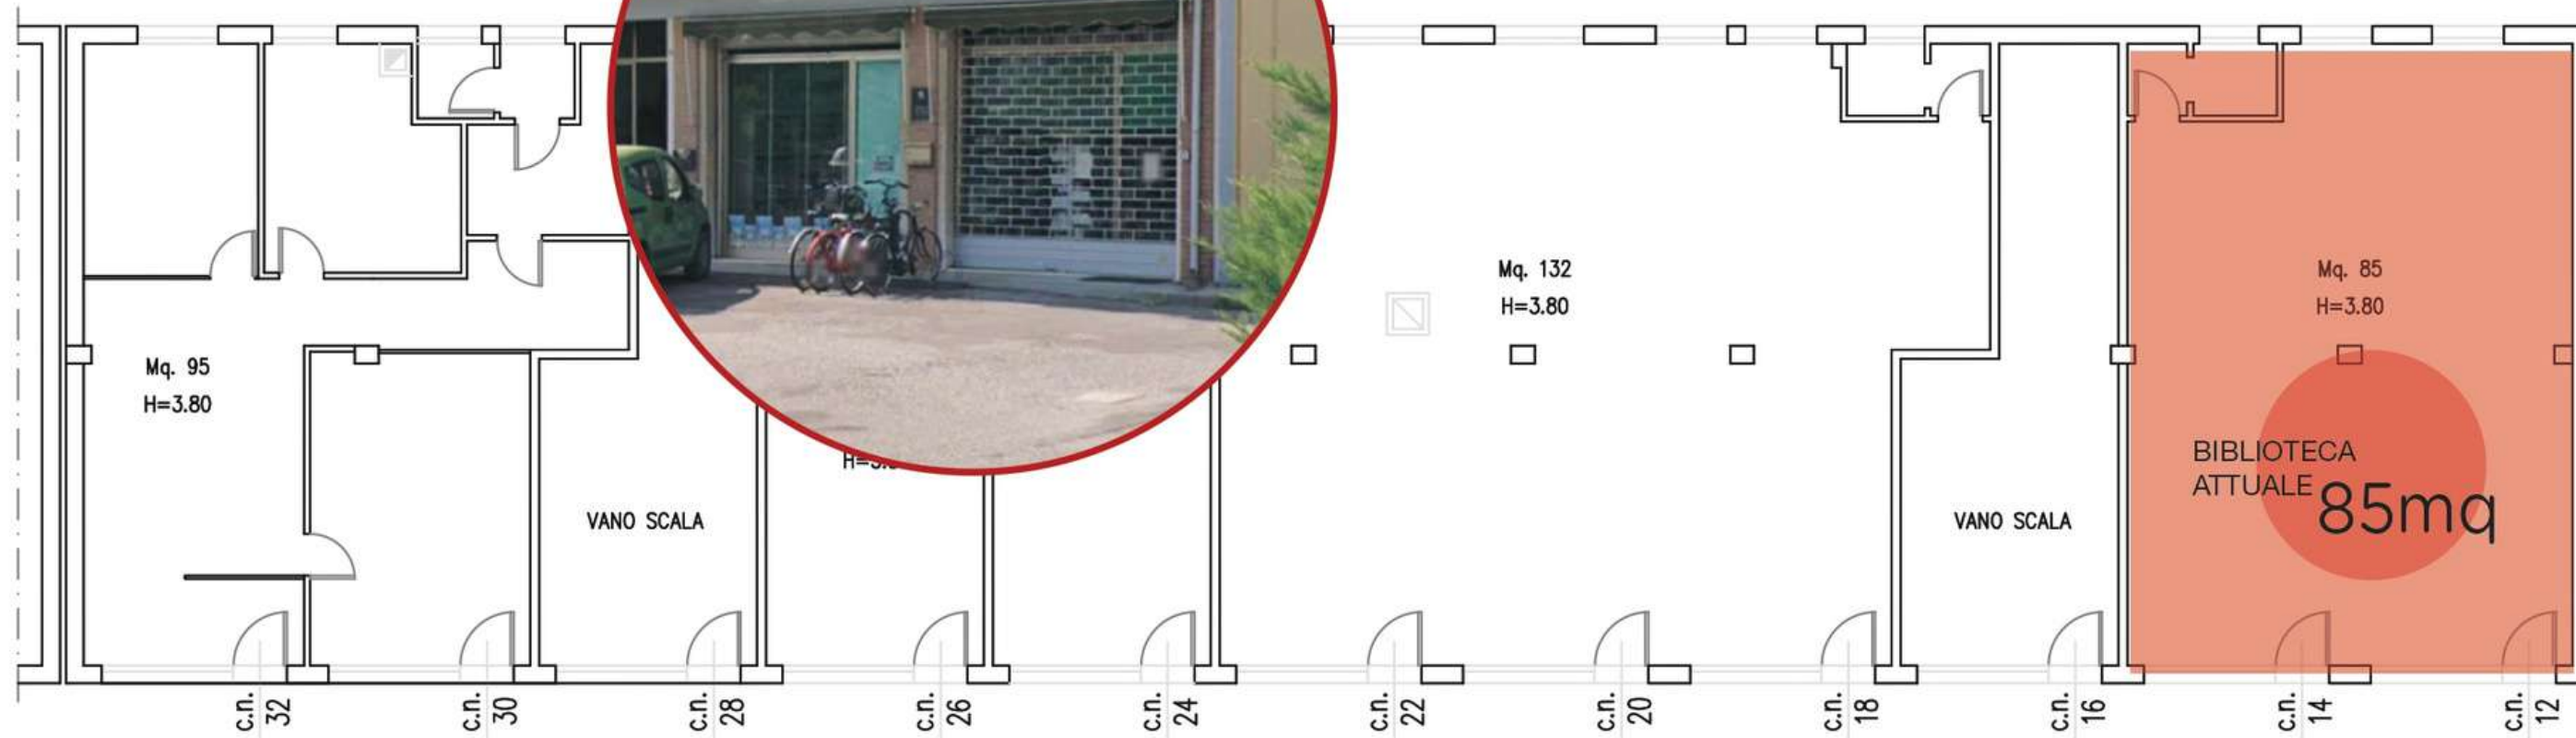 Mq. 95
H=3.80
VANO SCALA
Mq. 132
H=3.80
VANO SCALA
Mq. 85
H=3.80
BIBLIOTECA
ATTUALE 85mq
c.n. 32
c.n. 30
c.n. 28
c.n. 26
c.n. 24
c.n. 22
c.n. 20
c.n. 18
c.n. 16
c.n. 14
c.n. 12